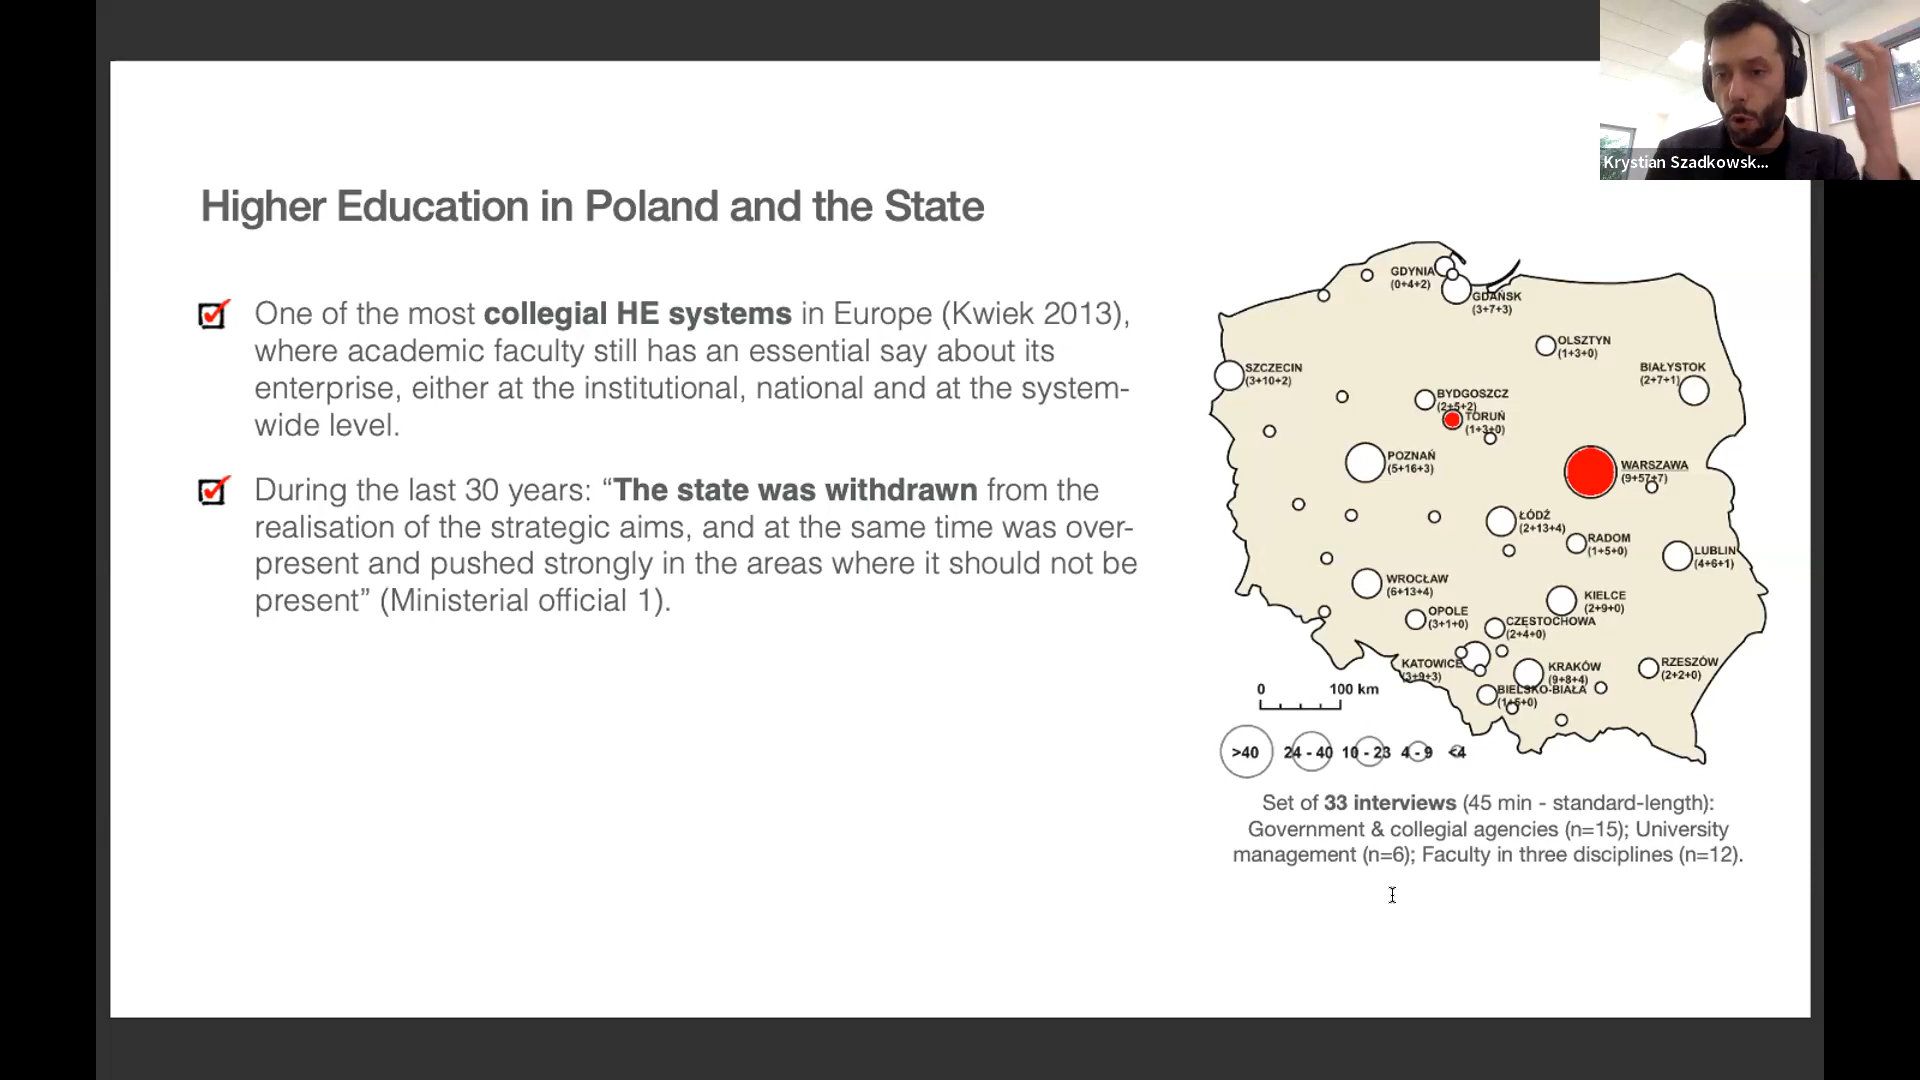 Krystian Szadkowsk...
Higher Education in Poland and the State
One of the most collegial HE systems in Europe (Kwiek 2013),
where academic faculty still has an essential say about its
enterprise, either at the institutional, national and at the system-
wide level.
During the last 30 years: “The state was withdrawn from the
realisation of the strategic aims, and at the same time was over-
present and pushed strongly in the areas where it should not be
present” (Ministerial official 1).
GDYNIA
(0+4+2)
GDAŃSK
(3+7+3)
OLSZTYN
(1+3+0)
SZCZECIN
(3+10+2)
BIAŁYSTOK
(2+7+1)
BYDGOSZCZ
(2+5+2)
TORUŃ
(1+3+0)
POZNAŃ
(5+16+3)
WARSZAWA
(9+57+7)
ŁÓDŹ
(2+13+4)
RADOM
(1+5+0)
LUBLIN
(4+6+1)
WROCŁAW
(6+13+4)
KIELCE
(2+9+0)
OPOLE
(3+1+0)
CZĘSTOCHOWA
(2+4+0)
KATOWICE
(3+9+3)
KRAKÓW
(9+8+4)
RZESZÓW
(2+2+0)
BIELSKO-BIAŁA
(1+5+0)
0 100 km
>40 24 - 40 10 - 23 4 - 9 <4
Set of 33 interviews (45 min - standard-length):
Government & collegial agencies (n=15); University
management (n=6); Faculty in three disciplines (n=12).